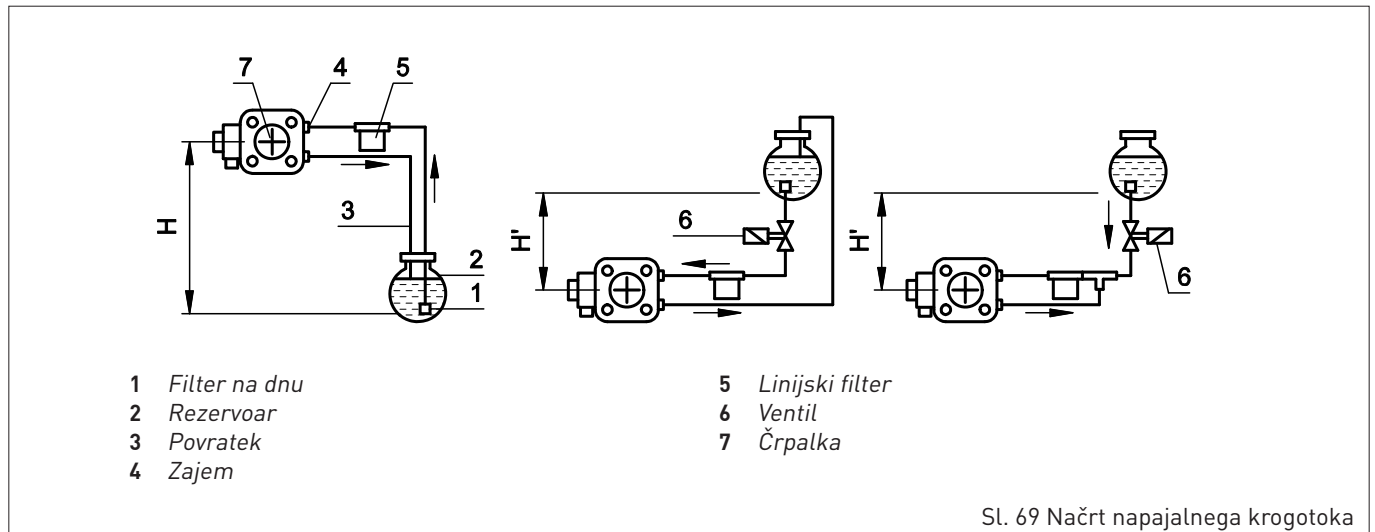 7 4 5
H
3
2
1
6
H'
H'
6
1 Filter na dnu
2 Rezervoar
3 Povratek
4 Zajem
5 Linijski filter
6 Ventil
7 Črpalka
Sl. 69 Načrt napajalnega krogotoka